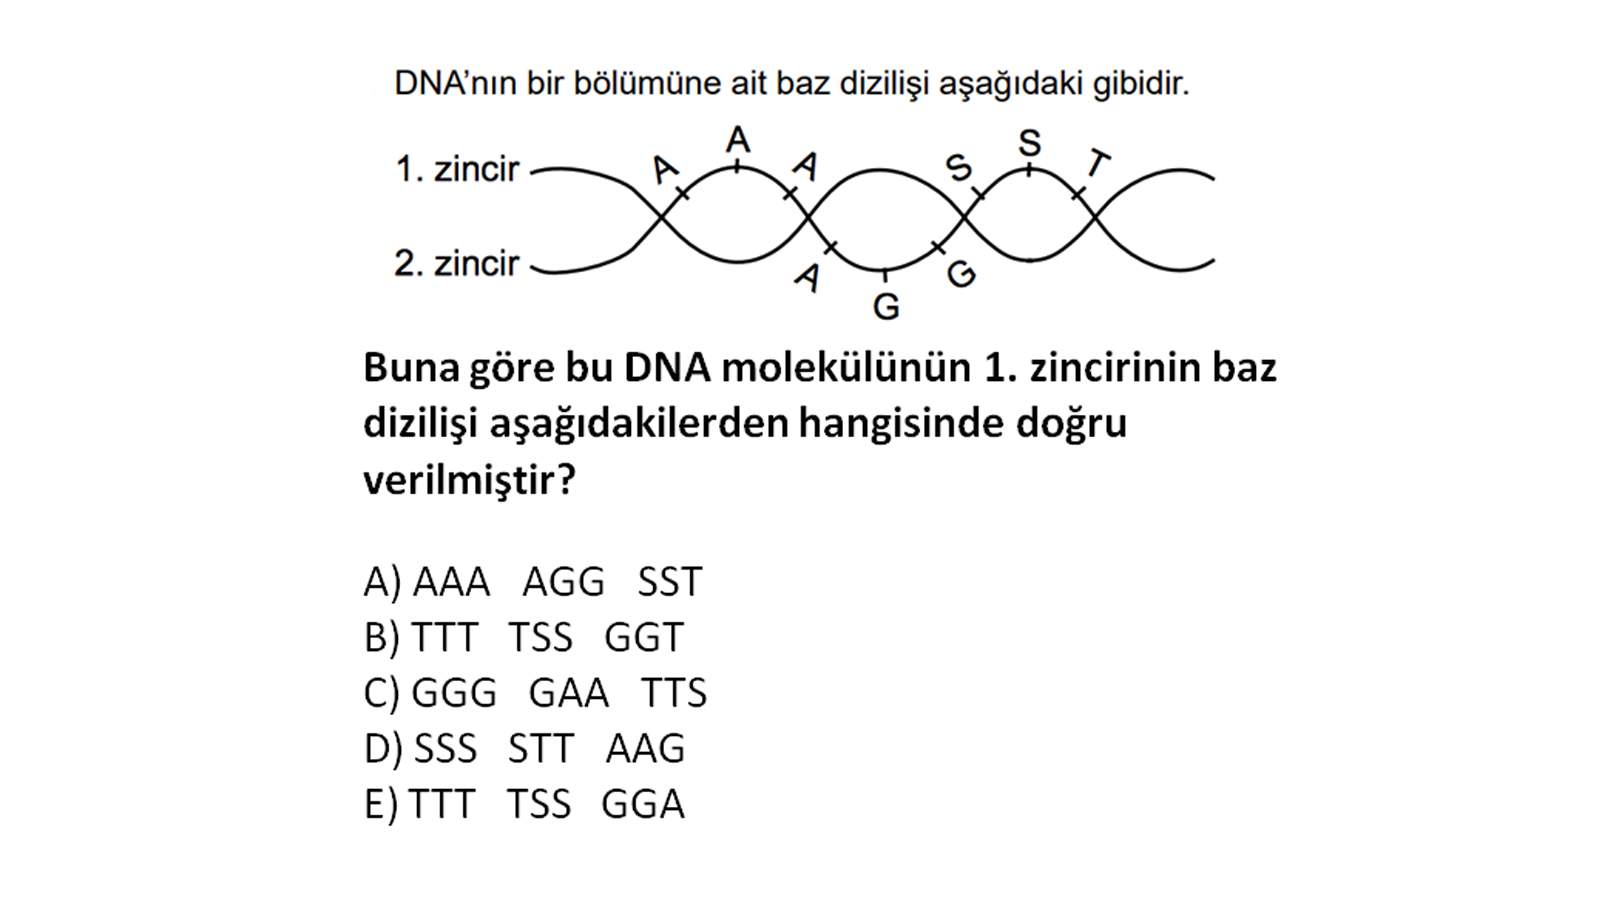 DNA'nın bir bölümüne ait baz dizilişi aşağıdaki gibidir.
1. zincir
A A A S S T
2. zincir
A G G
Buna göre bu DNA molekülünün 1. zincirinin baz
dizilişi aşağıdakilerden hangisinde doğru
verilmiştir?
A) AAA AGG SST
B) TTT TSS GGT
C) GGG GAA TTS
D) SSS STT AAG
E) TTT TSS GGA